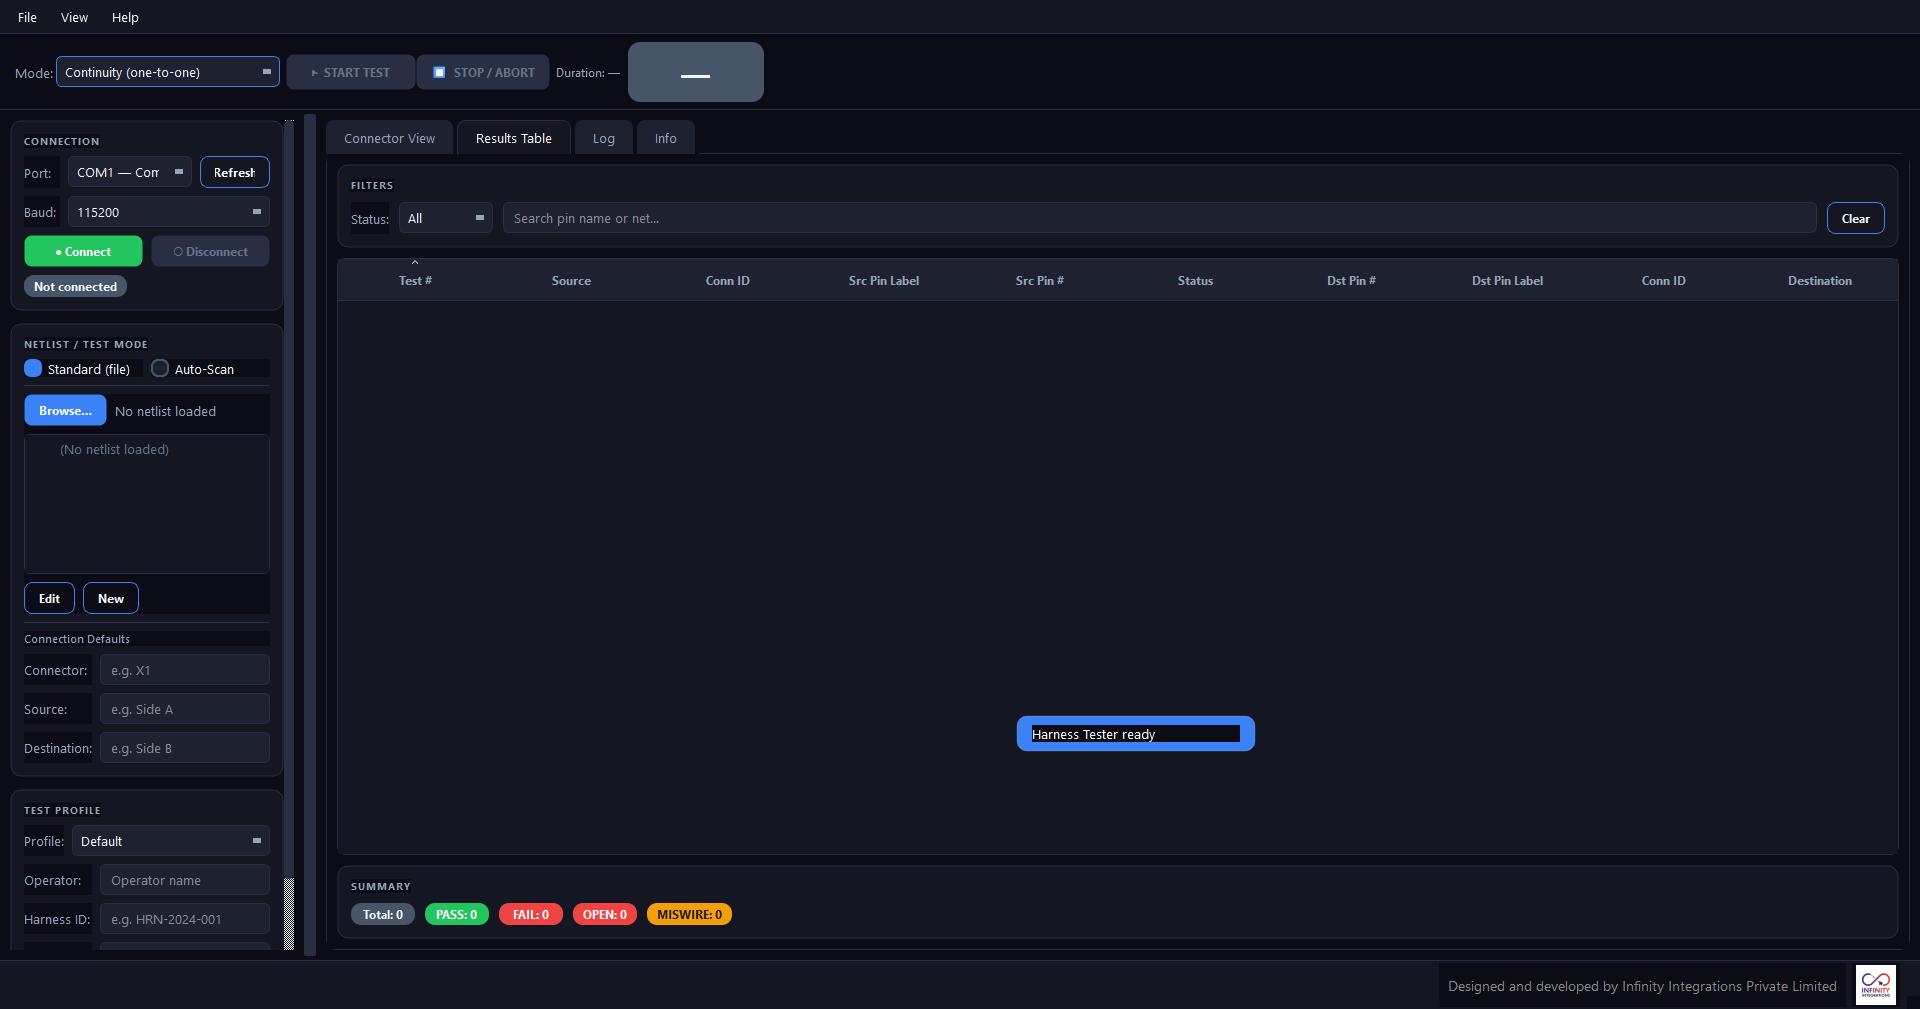 File View Help
Mode: Continuity (one-to-one) START TEST STOP / ABORT Duration: — —
CONNECTION
Port: COM1 — Com Refresh
Baud: 115200
Connect Disconnect
Not connected
NETLIST / TEST MODE
Standard (file) Auto-Scan
Browse... No netlist loaded
(No netlist loaded)
Edit New
Connection Defaults
Connector: e.g. X1
Source: e.g. Side A
Destination: e.g. Side B
TEST PROFILE
Profile: Default
Operator: Operator name
Harness ID: e.g. HRN-2024-001
Connector View Results Table Log Info
FILTERS
Status: All Search pin name or net... Clear
Test # Source Conn ID Src Pin Label Src Pin # Status Dst Pin # Dst Pin Label Conn ID Destination
Harness Tester ready
SUMMARY
Total: 0 PASS: 0 FAIL: 0 OPEN: 0 MISWIRE: 0
Designed and developed by Infinity Integrations Private Limited
INFINITY
INTEGRATIONS